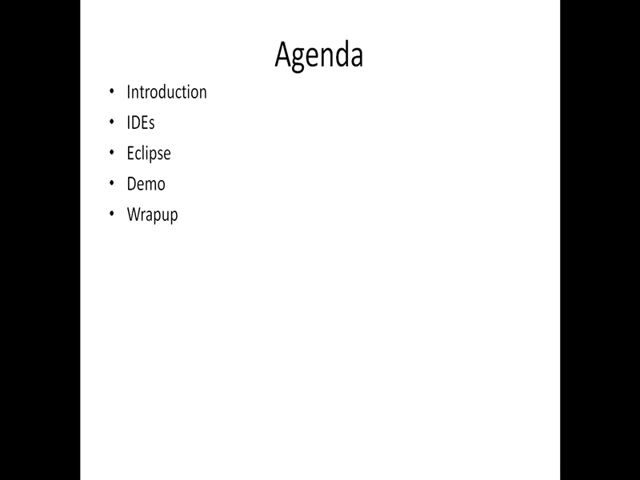 Agenda
• Introduction
• IDEs
• Eclipse
• Demo
• Wrapup